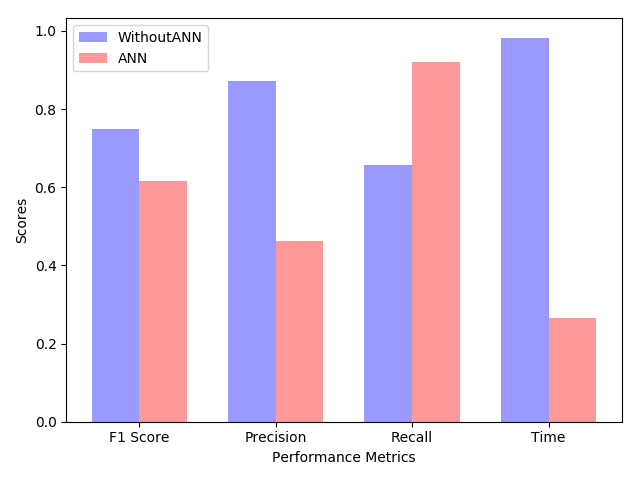 WithoutANN
ANN
1.0
0.8
0.6
0.4
0.2
0.0
Scores
F1 Score Precision Recall Time
Performance Metrics